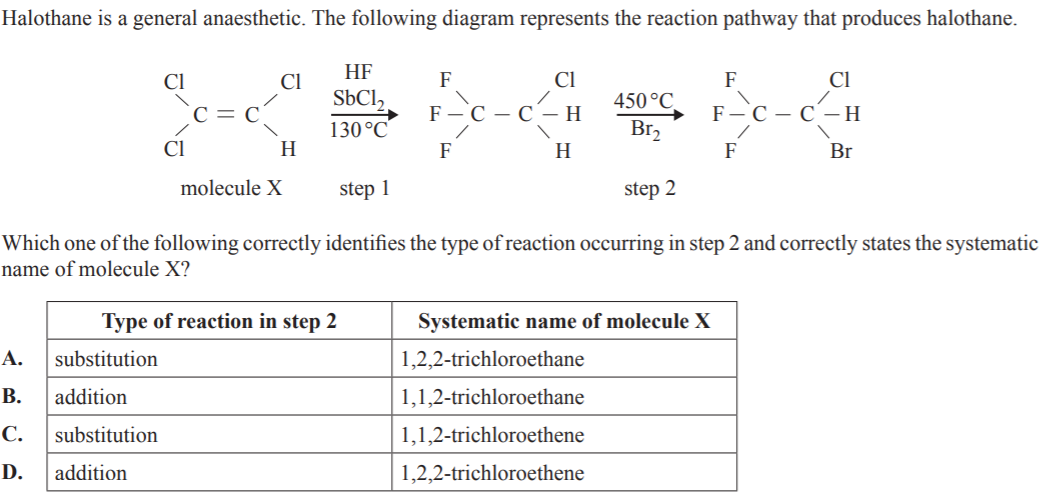 Halothane is a general anaesthetic. The following diagram represents the reaction pathway that produces halothane.
Cl Cl HF F Cl F Cl
SbCl₂ 450 °C
C = C F – C – C – H F – C – C – H
130 °C Br₂
Cl H F H F Br
molecule X step 1 step 2
Which one of the following correctly identifies the type of reaction occurring in step 2 and correctly states the systematic
name of molecule X?
Type of reaction in step 2 Systematic name of molecule X
A. substitution 1,2,2-trichloroethane
B. addition 1,1,2-trichloroethane
C. substitution 1,1,2-trichloroethene
D. addition 1,2,2-trichloroethene